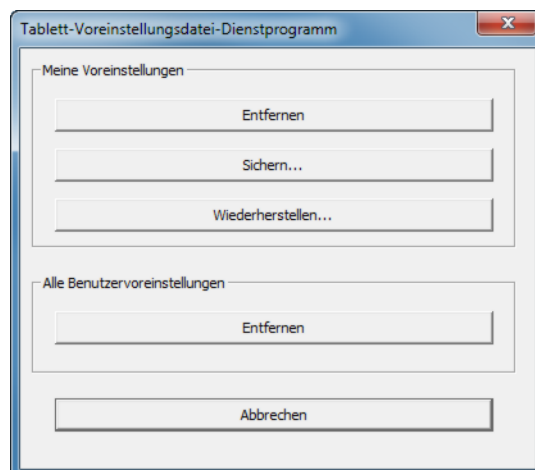 Tablett-Voreinstellungsdatei-Dienstprogramm
Meine Voreinstellungen
Entfernen
Sichern...
Wiederherstellen...
Alle Benutzervoreinstellungen
Entfernen
Abbrechen